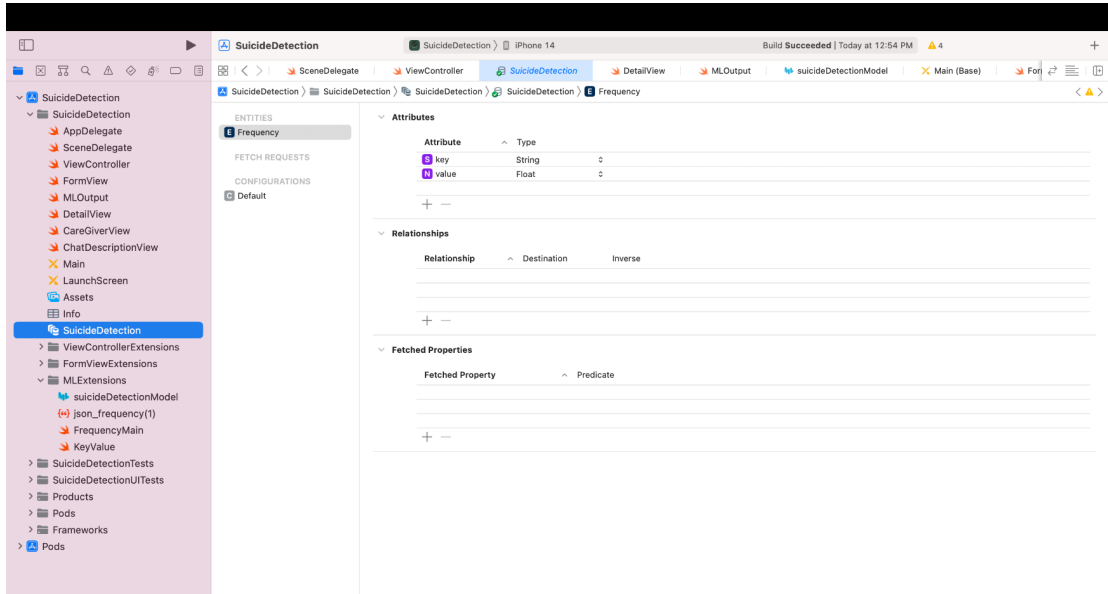 SuicideDetection
SuicideDetection 〉 iPhone 14
Build Succeeded | Today at 12:54 PM
4
SceneDelegate
ViewController
SuicideDetection
DetailView
MLOutput
suicideDetectionModel
Main (Base)
SuicideDetection 〉 SuicideDetection 〉 SuicideDetection 〉 SuicideDetection 〉 E Frequency
SuicideDetection
SuicideDetection
AppDelegate
SceneDelegate
ViewController
FormView
MLOutput
DetailView
CareGiverView
ChatDescriptionView
Main
LaunchScreen
Assets
Info
SuicideDetection
ViewControllerExtensions
FormViewExtensions
MLExtensions
suicideDetectionModel
json_frequency(1)
FrequencyMain
KeyValue
SuicideDetectionTests
SuicideDetectionUITests
Products
Pods
Frameworks
Pods
ENTITIES
E Frequency
FETCH REQUESTS
CONFIGURATIONS
C Default
Attributes
Attribute Type
S key String
N value Float
Relationships
Relationship Destination Inverse
Fetched Properties
Fetched Property Predicate